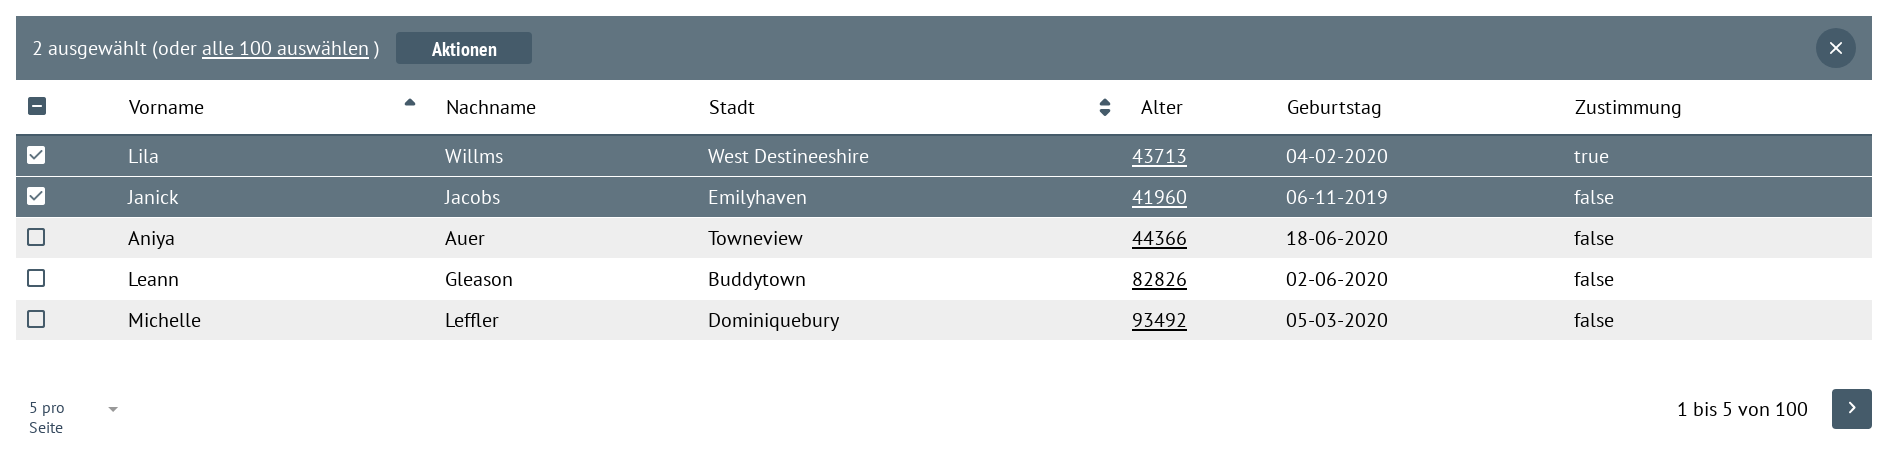 2 ausgewählt (oder alle 100 auswählen ) Aktionen
Vorname Nachname Stadt Alter Geburtstag Zustimmung
Lila Willms West Destineeshire 43713 04-02-2020 true
Janick Jacobs Emilyhaven 41960 06-11-2019 false
Aniya Auer Towneview 44366 18-06-2020 false
Leann Gleason Buddytown 82826 02-06-2020 false
Michelle Leffler Dominiquebury 93492 05-03-2020 false
5 pro
Seite
1 bis 5 von 100